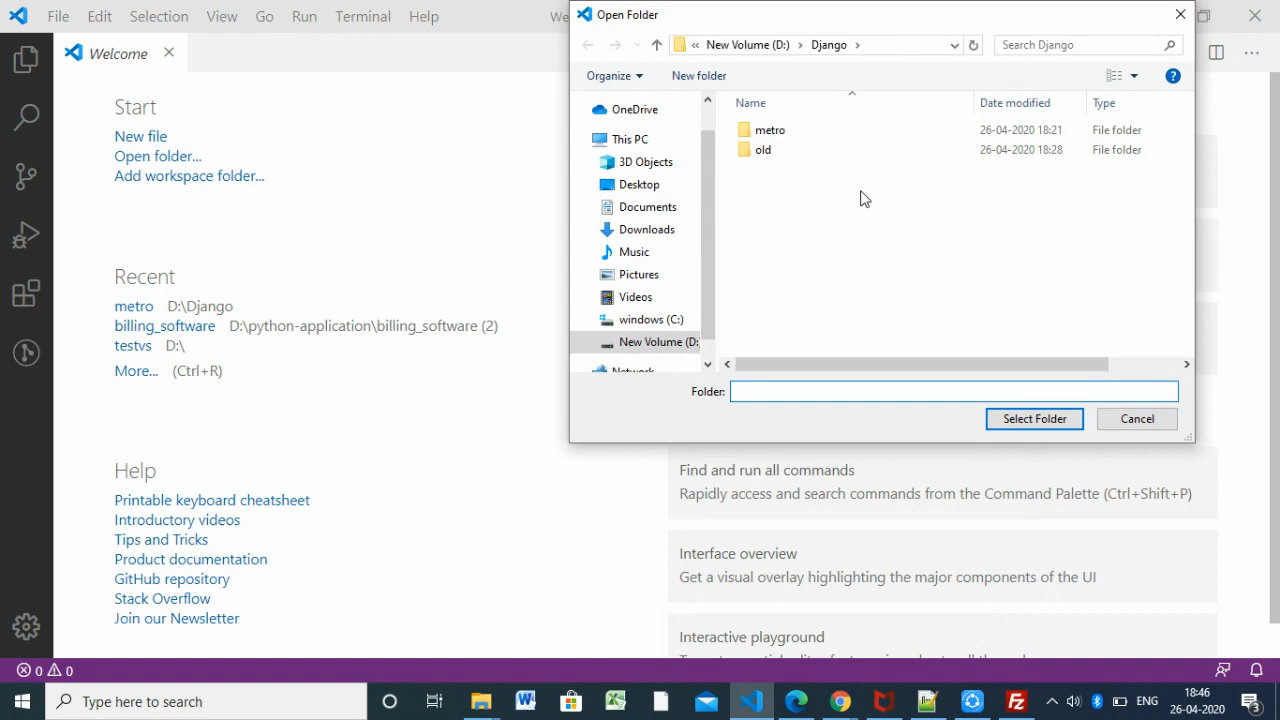 File Edit Selection View Go Run Terminal Help We
Welcome
Start
New file
Open folder...
Add workspace folder...
Recent
metro D:\Django
billing_software D:\python-application\billing_software (2)
testvs D:\
More... (Ctrl+R)
Help
Printable keyboard cheatsheet
Introductory videos
Tips and Tricks
Product documentation
GitHub repository
Stack Overflow
Join our Newsletter
Open Folder
« New Volume (D:) › Django ›
Search Django
Organize
New folder
OneDrive
This PC
3D Objects
Desktop
Documents
Downloads
Music
Pictures
Videos
windows (C:)
New Volume (D:
Network
Name Date modified Type
metro 26-04-2020 18:21 File folder
old 26-04-2020 18:28 File folder
Folder:
Select Folder Cancel
Find and run all commands
Rapidly access and search commands from the Command Palette (Ctrl+Shift+P)
Interface overview
Get a visual overlay highlighting the major components of the UI
Interactive playground
0 0
Type here to search
ENG
18:46
26-04-2020
3